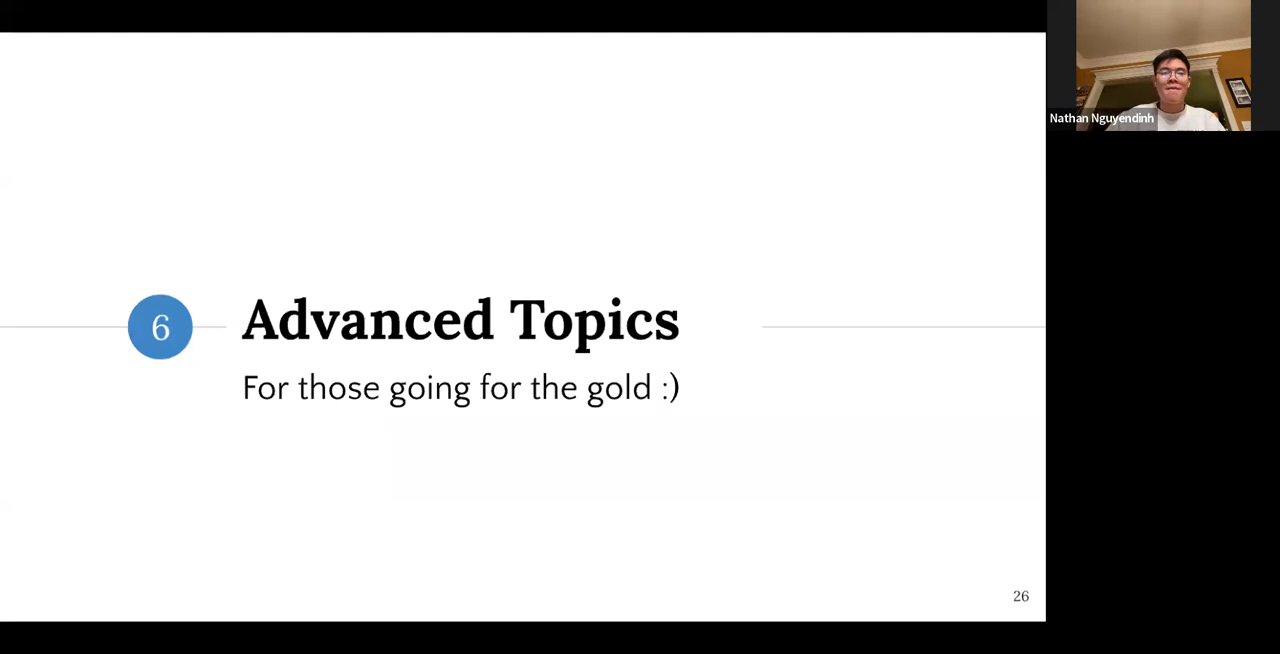 Nathan Nguyendinh
6
Advanced Topics
For those going for the gold :)
26